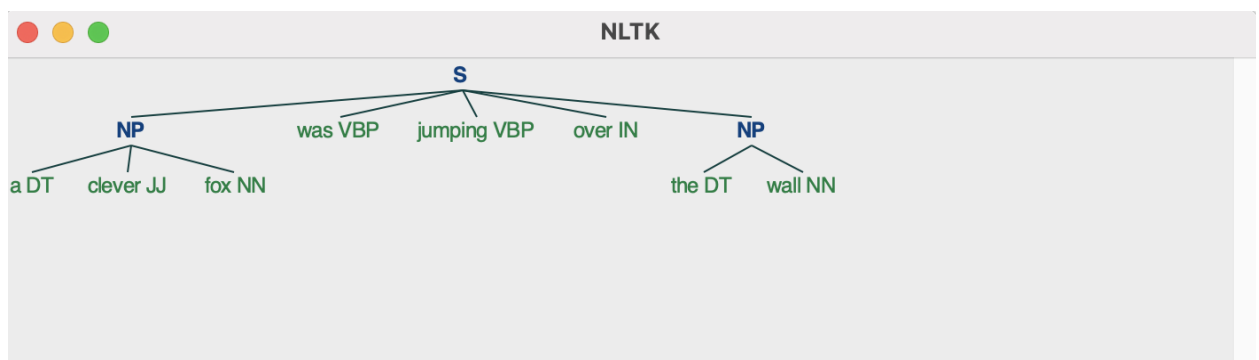 NLTK
S
NP was VBP jumping VBP over IN NP
a DT clever JJ fox NN the DT wall NN